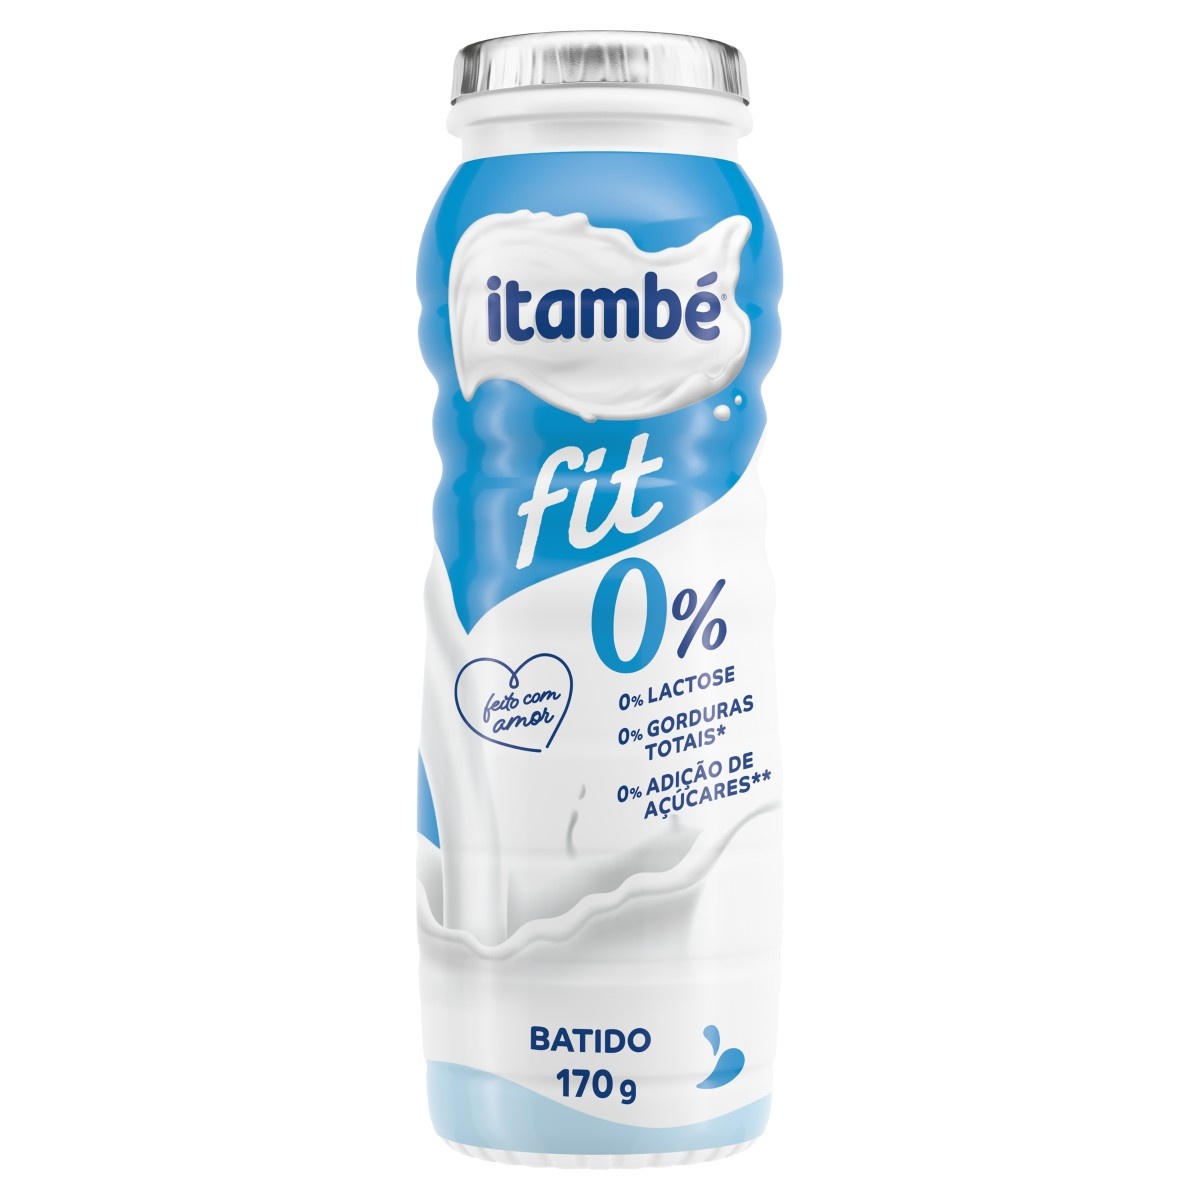 itambé®
fit
0%
feito com
amor
0% LACTOSE
0% GORDURAS
TOTAIS*
0% ADIÇÃO DE
AÇÚCARES**
BATIDO
170 g